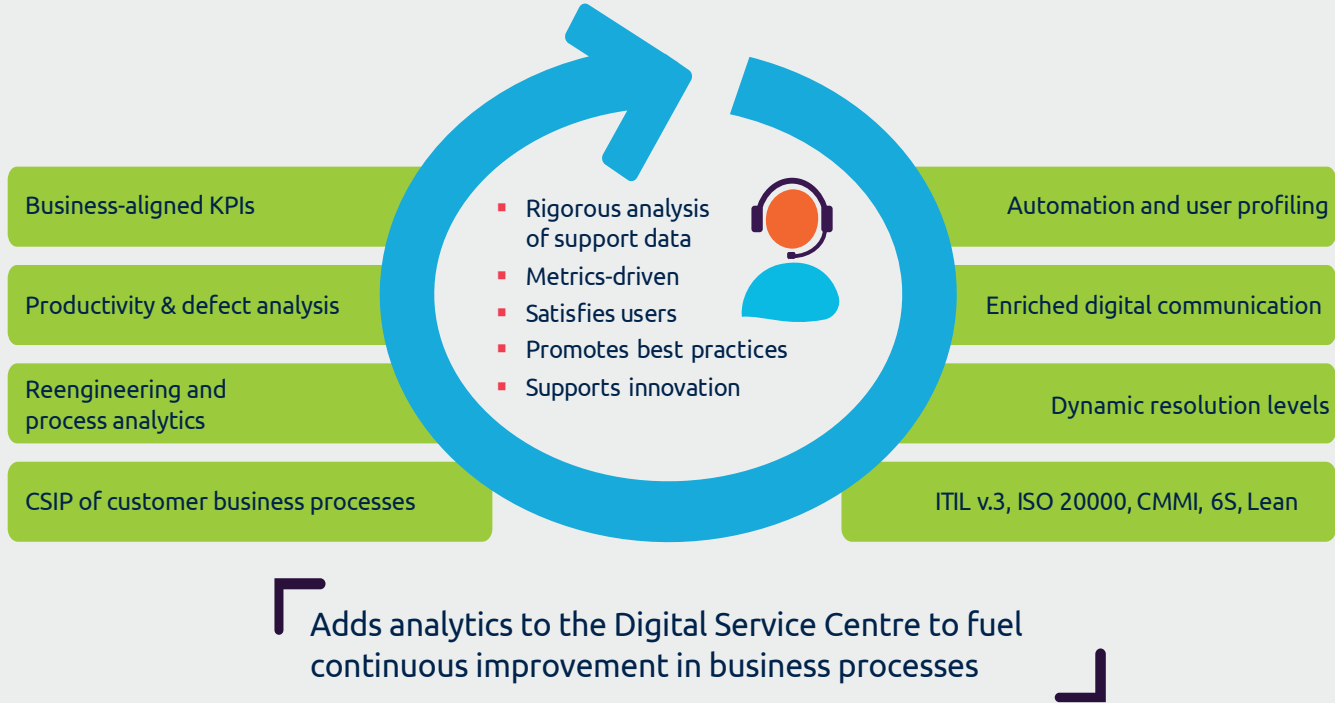 Business-aligned KPIs
Productivity & defect analysis
Reengineering and
process analytics
CSIP of customer business processes
▪ Rigorous analysis
of support data
▪ Metrics-driven
▪ Satisfies users
▪ Promotes best practices
▪ Supports innovation
Automation and user profiling
Enriched digital communication
Dynamic resolution levels
ITIL v.3, ISO 20000, CMMI, 6S, Lean
Adds analytics to the Digital Service Centre to fuel
continuous improvement in business processes